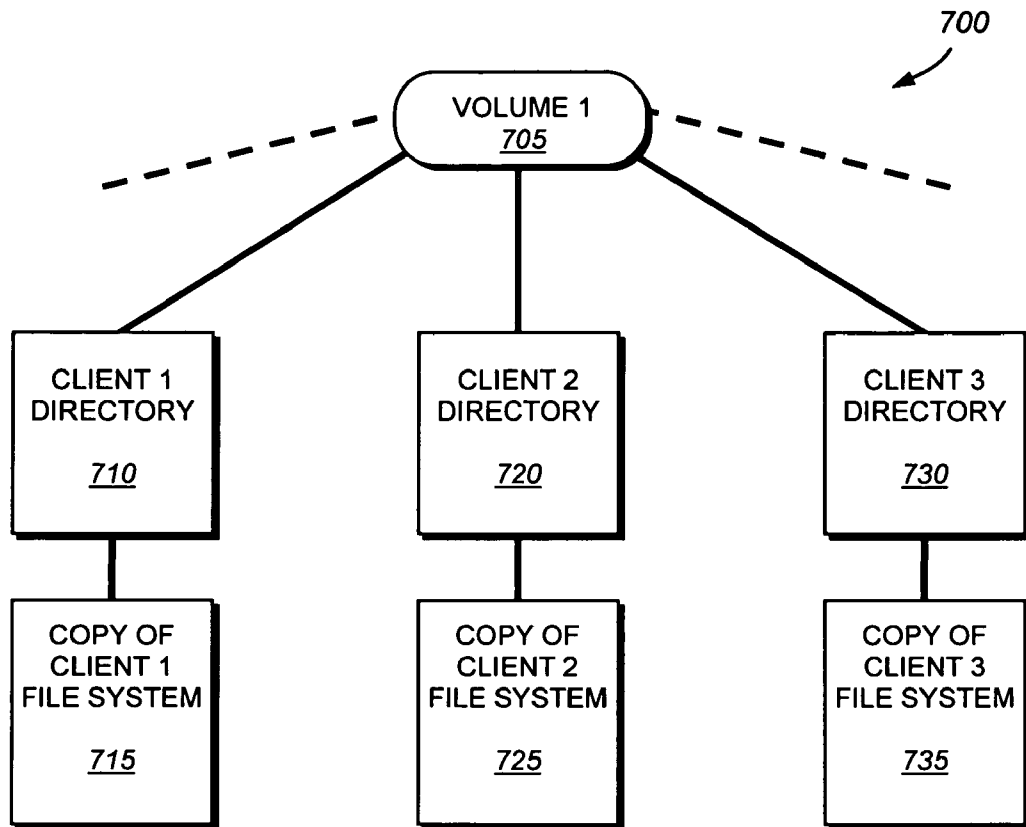 700
VOLUME 1
705
CLIENT 1
DIRECTORY
710
CLIENT 2
DIRECTORY
720
CLIENT 3
DIRECTORY
730
COPY OF
CLIENT 1
FILE SYSTEM
715
COPY OF
CLIENT 2
FILE SYSTEM
725
COPY OF
CLIENT 3
FILE SYSTEM
735